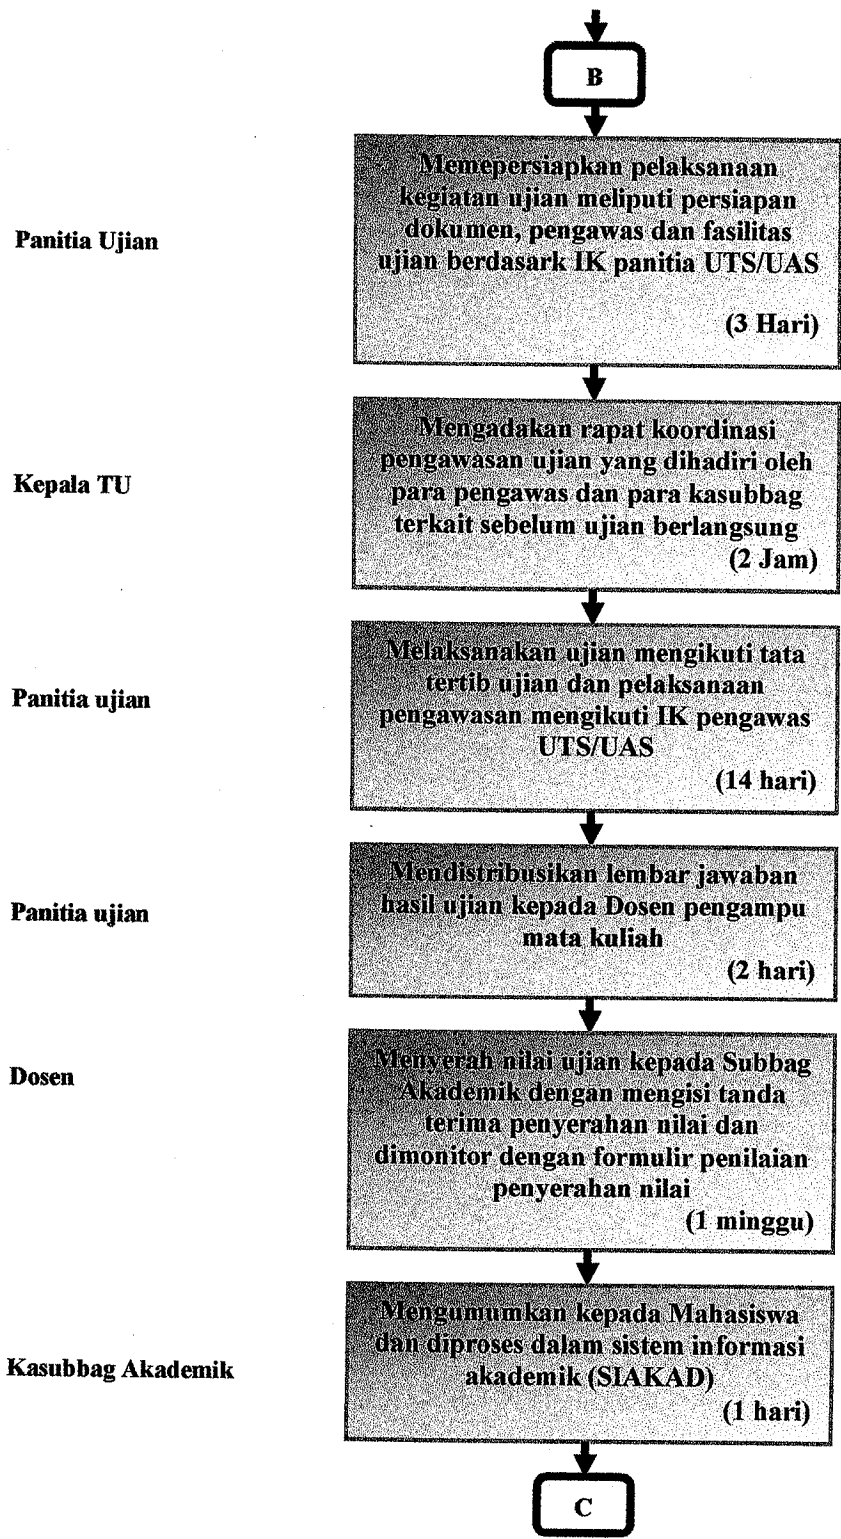 B
Memepersiapkan pelaksanaan
kegiatan ujian meliputi persiapan
dokumen, pengawas dan fasilitas
ujian berdasark IK panitia UTS/UAS
(3 Hari)
Panitia Ujian
Mengadakan rapat koordinasi
pengawasan ujian yang dihadiri oleh
para pengawas dan para kasubbag
terkait sebelum ujian berlangsung
(2 Jam)
Kepala TU
Melaksanakan ujian mengikuti tata
tertib ujian dan pelaksanaan
pengawasan mengikuti IK pengawas
UTS/UAS
(14 hari)
Panitia ujian
Mendistribusikan lembar jawaban
hasil ujian kepada Dosen pengampu
mata kuliah
(2 hari)
Panitia ujian
Menyerah nilai ujian kepada Subbag
Akademik dengan mengisi tanda
terima penyerahan nilai dan
dimonitor dengan formulir penilaian
penyerahan nilai
(1 minggu)
Dosen
Mengumumkan kepada Mahasiswa
dan diproses dalam sistem informasi
akademik (SIAKAD)
(1 hari)
Kasubbag Akademik
C